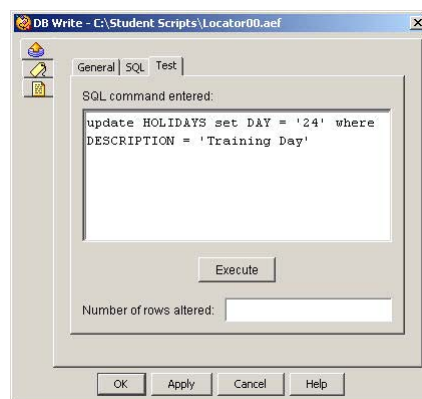 DB Write - C:\Student Scripts\Locator00.aef
General SQL Test
SQL command entered:
update HOLIDAYS set DAY = '24' where
DESCRIPTION = 'Training Day'
Execute
Number of rows altered:
OK Apply Cancel Help